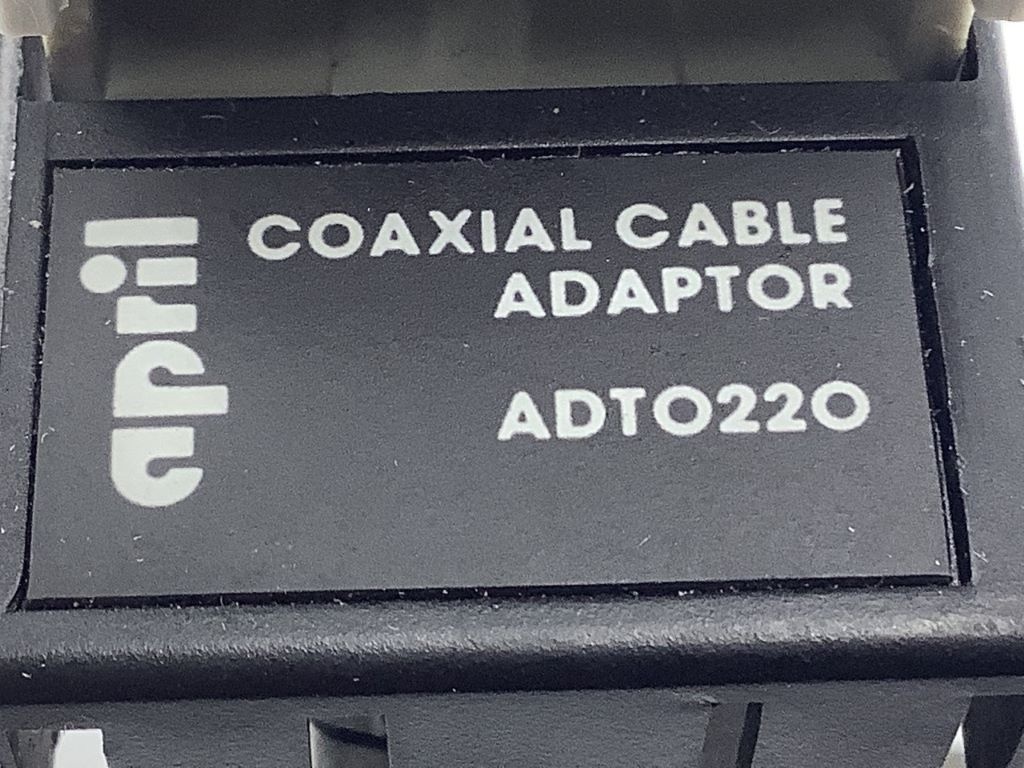 april
COAXIAL CABLE
ADAPTOR
ADT0220